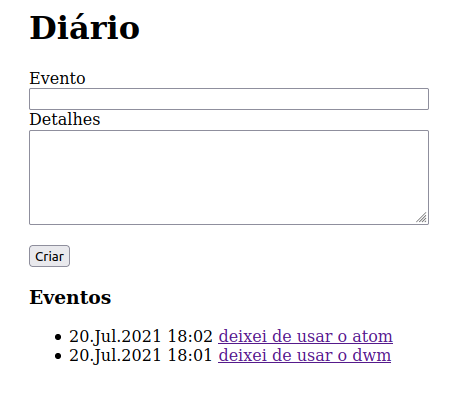 Diário
Evento
Detalhes
Criar
Eventos
20.Jul.2021 18:02 deixei de usar o atom
20.Jul.2021 18:01 deixei de usar o dwm